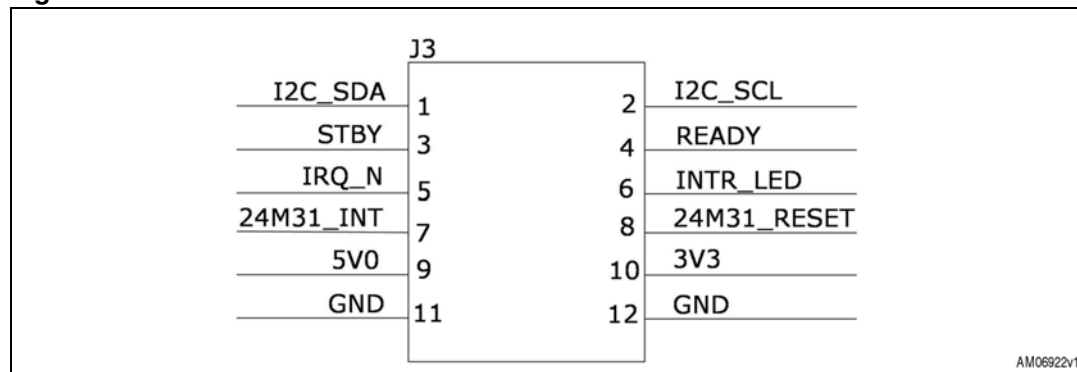 J3
I2C_SDA 1 2 I2C_SCL
STBY 3 4 READY
IRQ_N 5 6 INTR_LED
24M31_INT 7 8 24M31_RESET
5V0 9 10 3V3
GND 11 12 GND
AM06922v1